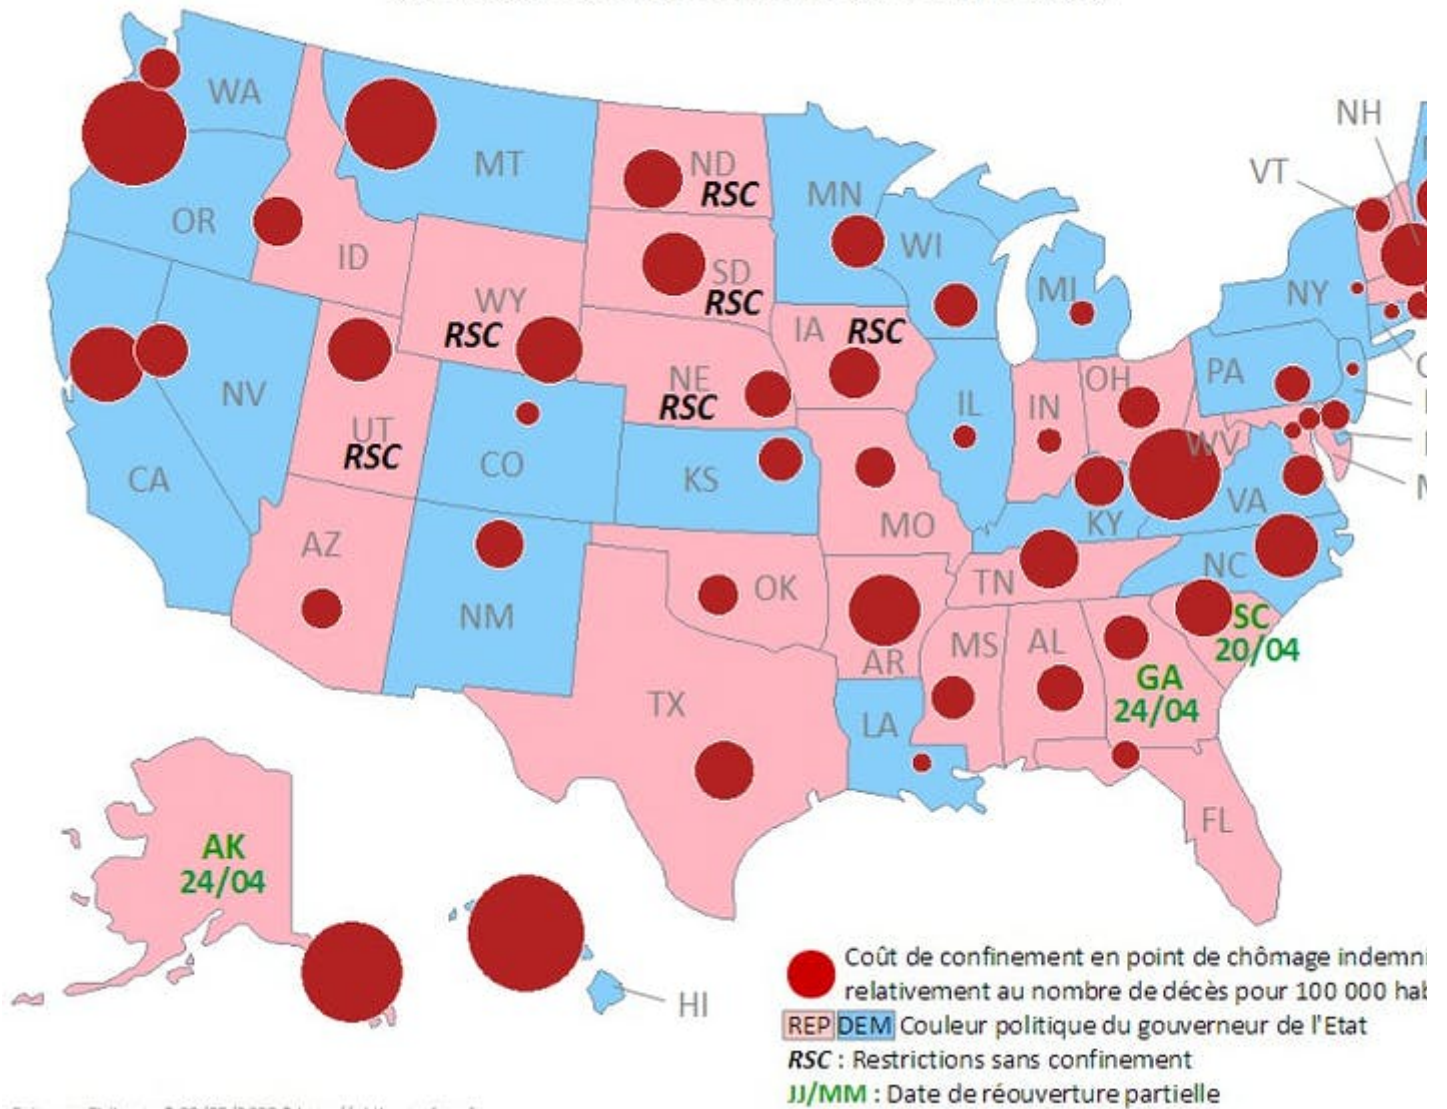 NH
WA
VT
MT
ND
RSC
MN
OR
WI
ID
SD
RSC
MI
NY
WY
RSC
IA RSC
NE
RSC
OH
PA
NV
UT
RSC
IL
IN
WV
CO
CA
KS
VA
MO
KY
AZ
NC
TN
OK
NM
SC
20/04
MS
AL
AR
GA
24/04
TX
LA
FL
AK
24/04
HI
Coût de confinement en point de chômage indemni
relativement au nombre de décès pour 100 000 hab
REP DEM Couleur politique du gouverneur de l'Etat
RSC : Restrictions sans confinement
JJ/MM : Date de réouverture partielle